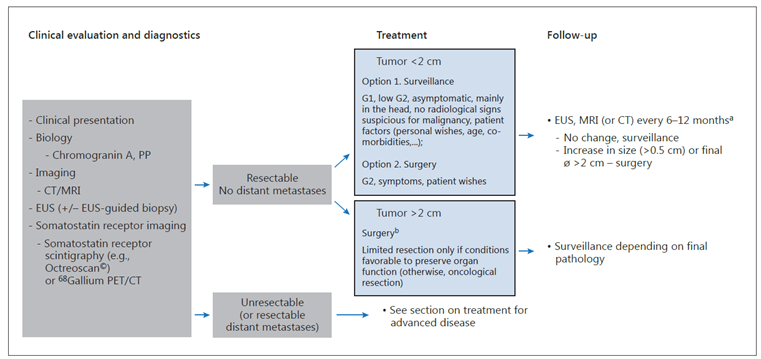 Clinical evaluation and diagnostics
Treatment
Follow-up
- Clinical presentation
- Biology
- Chromogranin A, PP
- Imaging
- CT/MRI
- EUS (+/– EUS-guided biopsy)
- Somatostatin receptor imaging
- Somatostatin receptor
scintigraphy (e.g.,
Octreoscan©)
or 68Gallium PET/CT
Resectable
No distant metastases
Unresectable
(or resectable
distant metastases)
Tumor <2 cm
Option 1. Surveillance
G1, low G2, asymptomatic, mainly
in the head, no radiological signs
suspicious for malignancy, patient
factors (personal wishes, age, co-
morbidities,...);
Option 2. Surgery
G2, symptoms, patient wishes
Tumor >2 cm
Surgeryb
Limited resection only if conditions
favorable to preserve organ
function (otherwise, oncological
resection)
• See section on treatment for
advanced disease
• EUS, MRI (or CT) every 6–12 monthsa
- No change, surveillance
- Increase in size (>0.5 cm) or final
ø >2 cm – surgery
• Surveillance depending on final
pathology